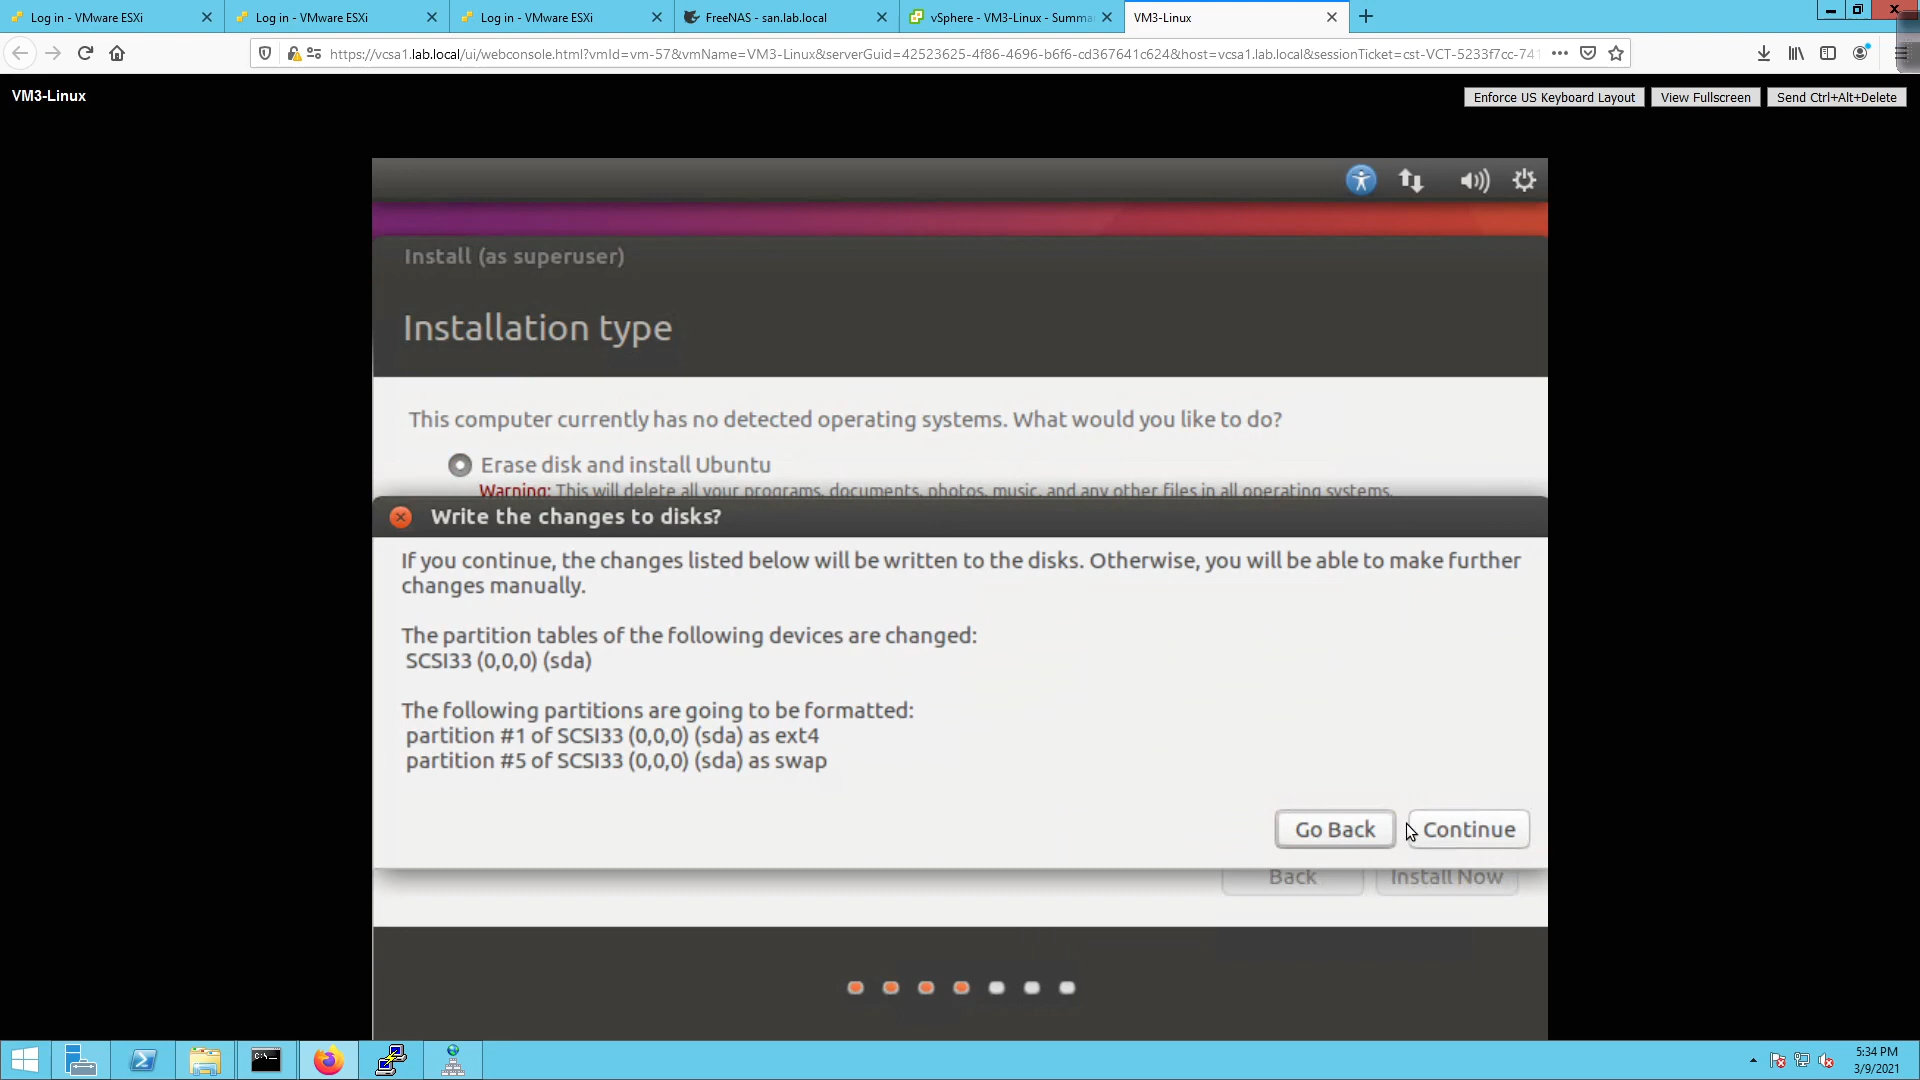 Log in - VMware ESXi
Log in - VMware ESXi
Log in - VMware ESXi
FreeNAS - san.lab.local
vSphere - VM3-Linux - Summa
VM3-Linux
https://vcsa1.lab.local/ui/webconsole.html?vmId=vm-57&vmName=VM3-Linux&serverGuid=42523625-4f86-4696-b6f6-cd367641c624&host=vcsa1.lab.local&sessionTicket=cst-VCT-5233f7cc-741
VM3-Linux
Enforce US Keyboard Layout
View Fullscreen
Send Ctrl+Alt+Delete
Install (as superuser)
Installation type
This computer currently has no detected operating systems. What would you like to do?
Erase disk and install Ubuntu
Warning: This will delete all your programs, documents, photos, music, and any other files in all operating systems.
Write the changes to disks?
If you continue, the changes listed below will be written to the disks. Otherwise, you will be able to make further
changes manually.
The partition tables of the following devices are changed:
SCSI33 (0,0,0) (sda)
The following partitions are going to be formatted:
partition #1 of SCSI33 (0,0,0) (sda) as ext4
partition #5 of SCSI33 (0,0,0) (sda) as swap
Go Back
Continue
Back
Install Now
C:\_
5:34 PM
3/9/2021